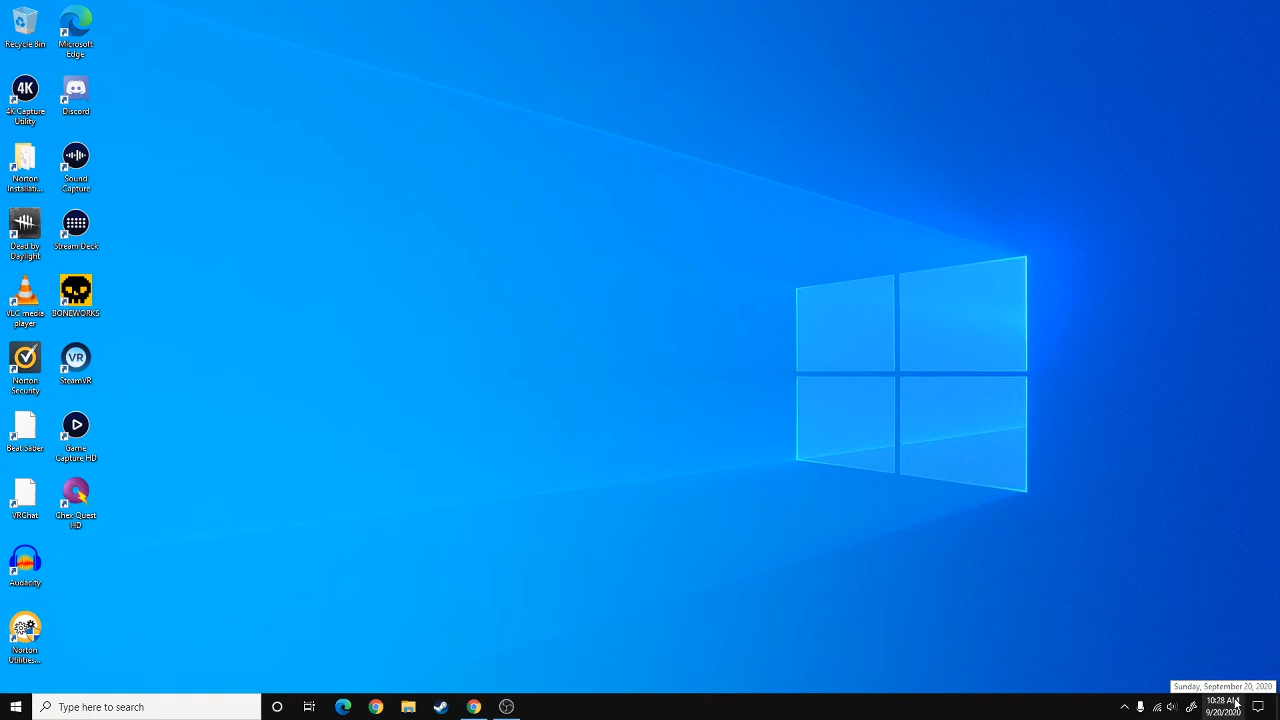 Recycle Bin
Microsoft
Edge
4K
4K Capture
Utility
Discord
Norton
Installati...
Sound
Capture
Dead by
Daylight
Stream Deck
VLC media
player
BONEWORKS
Norton
Security
VR
SteamVR
Beat Saber
Game
Capture HD
VRChat
Chex Quest
HD
Audacity
Norton
Utilities...
Sunday, September 20, 2020
Type here to search
10:28 AM
9/20/2020